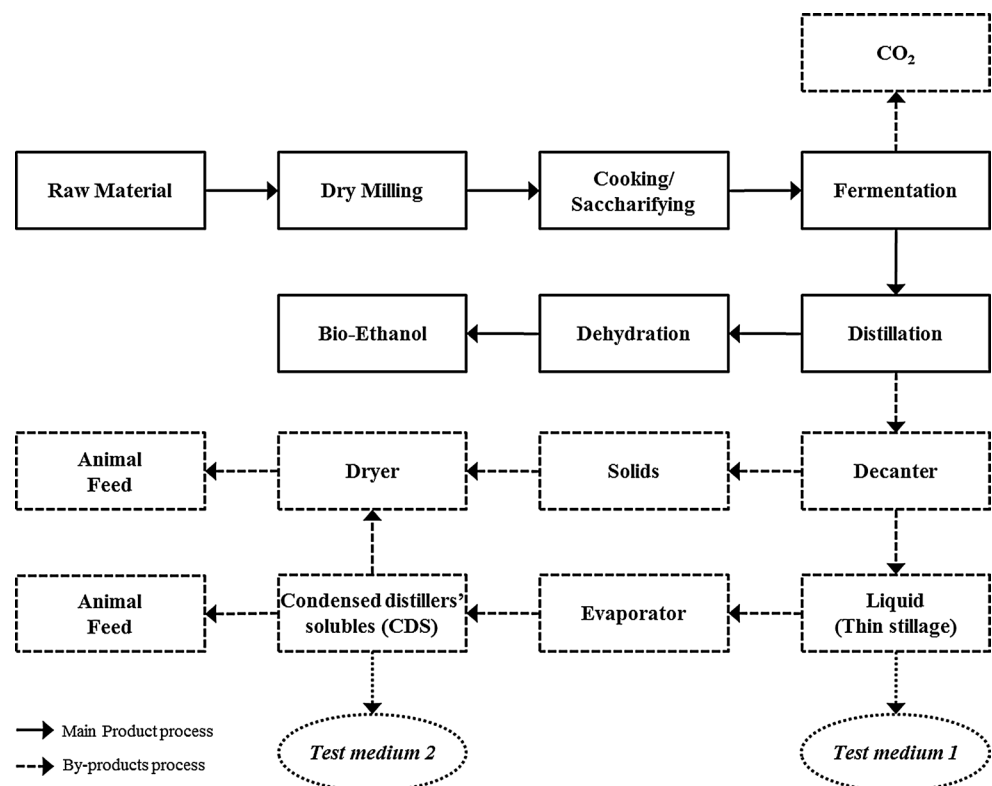 CO₂
Raw Material
Dry Milling
Cooking/
Saccharifying
Fermentation
Bio-Ethanol
Dehydration
Distillation
Animal
Feed
Dryer
Solids
Decanter
Animal
Feed
Condensed distillers’
solubles (CDS)
Evaporator
Liquid
(Thin stillage)
Main Product process
By-products process
Test medium 2
Test medium 1